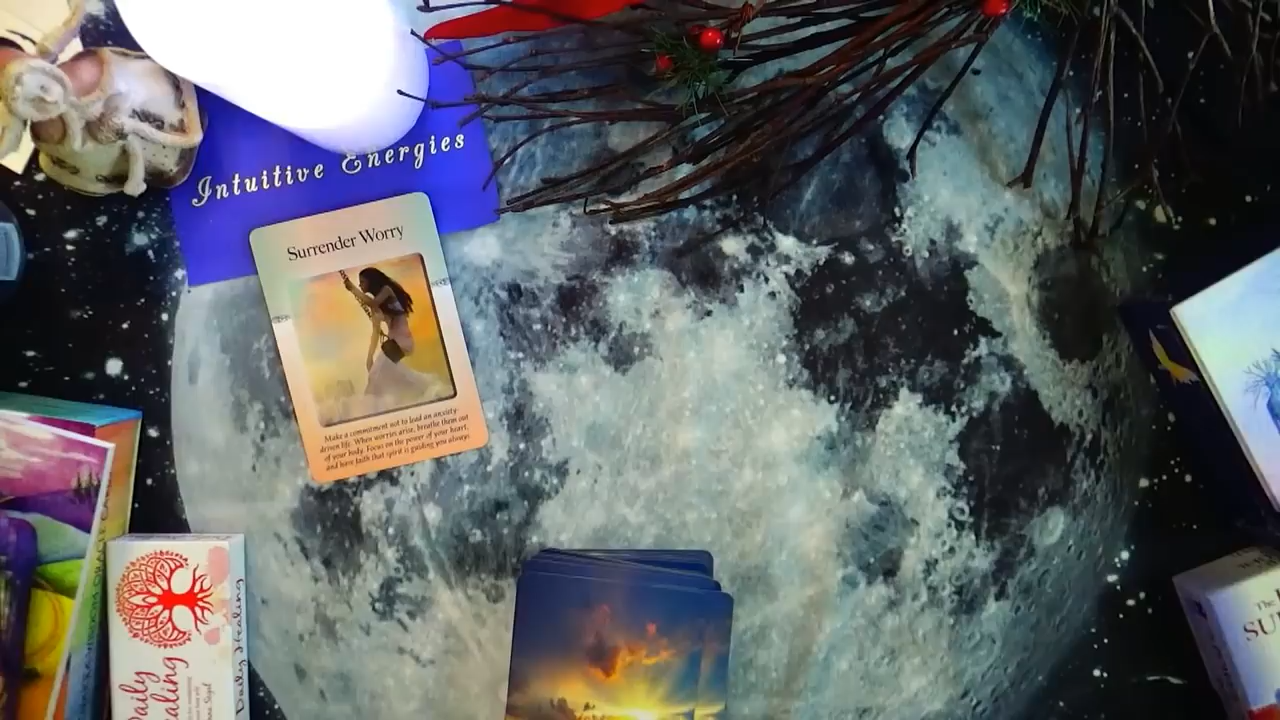 Intuitive Energies
Surrender Worry
Make a commitment not to lead an anxiety-
driven life. When worries arise, breathe them out
of your body. Focus on the power of your heart,
and have faith that spirit is guiding you always.
Daily
Healing
Daily Healing
The
SU